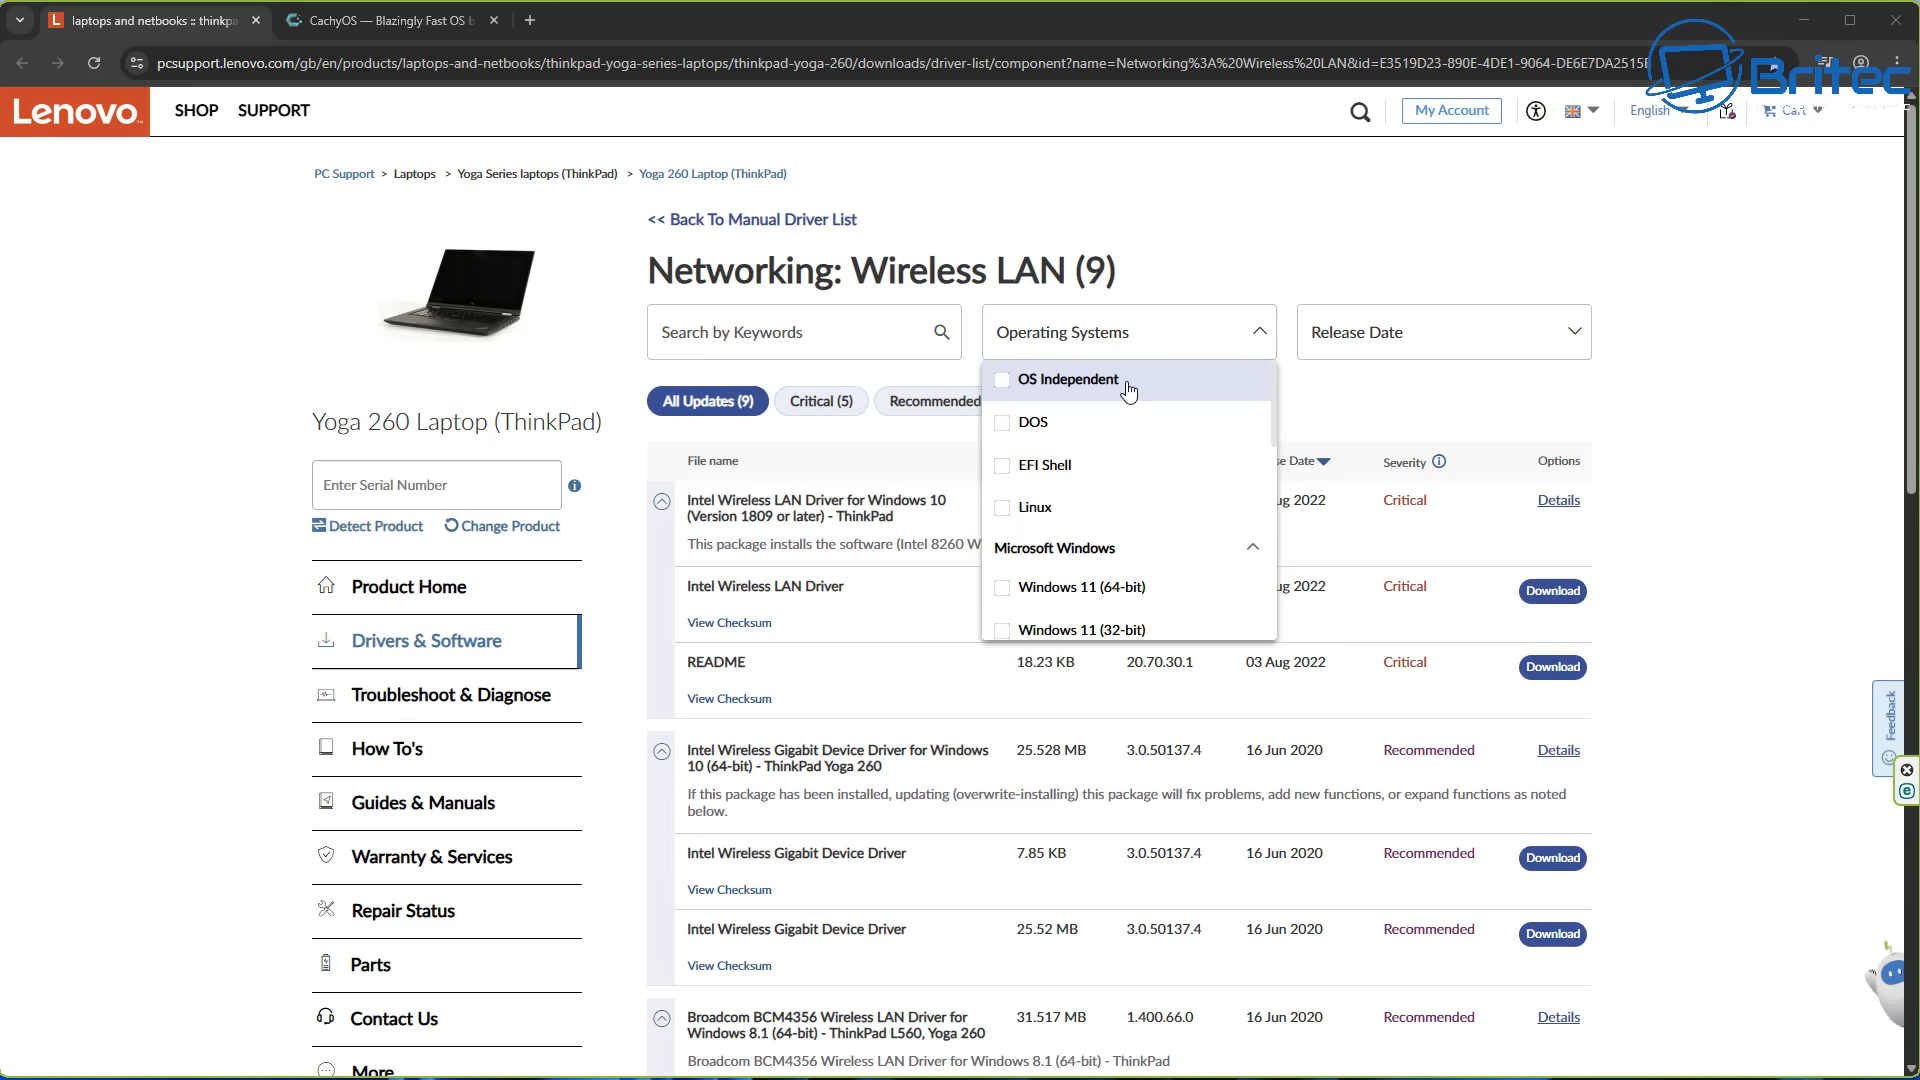 laptops and netbooks :: thinkpa
CachyOS — Blazingly Fast OS b
pcsupport.lenovo.com/gb/en/products/laptops-and-netbooks/thinkpad-yoga-series-laptops/thinkpad-yoga-260/downloads/driver-list/component?name=Networking%3A%20Wireless%20LAN&id=E3519D23-890E-4DE1-9064-DE6E7DA2515E
Britec
Lenovo
SHOP SUPPORT
My Account
English
Cart
PC Support > Laptops > Yoga Series laptops (ThinkPad) > Yoga 260 Laptop (ThinkPad)
<< Back To Manual Driver List
Networking: Wireless LAN (9)
Search by Keywords
Operating Systems
Release Date
OS Independent
DOS
EFI Shell
Linux
Microsoft Windows
Windows 11 (64-bit)
Windows 11 (32-bit)
All Updates (9) Critical (5) Recommended
Yoga 260 Laptop (ThinkPad)
Enter Serial Number
Detect Product Change Product
Product Home
Drivers & Software
Troubleshoot & Diagnose
How To's
Guides & Manuals
Warranty & Services
Repair Status
Parts
Contact Us
More
File name se Date Severity Options
Intel Wireless LAN Driver for Windows 10 ug 2022 Critical Details
(Version 1809 or later) - ThinkPad
This package installs the software (Intel 8260 W
Intel Wireless LAN Driver ug 2022 Critical Download
View Checksum
README 18.23 KB 20.70.30.1 03 Aug 2022 Critical Download
View Checksum
Intel Wireless Gigabit Device Driver for Windows 25.528 MB 3.0.50137.4 16 Jun 2020 Recommended Details
10 (64-bit) - ThinkPad Yoga 260
If this package has been installed, updating (overwrite-installing) this package will fix problems, add new functions, or expand functions as noted
below.
Intel Wireless Gigabit Device Driver 7.85 KB 3.0.50137.4 16 Jun 2020 Recommended Download
View Checksum
Intel Wireless Gigabit Device Driver 25.52 MB 3.0.50137.4 16 Jun 2020 Recommended Download
View Checksum
Broadcom BCM4356 Wireless LAN Driver for 31.517 MB 1.400.66.0 16 Jun 2020 Recommended Details
Windows 8.1 (64-bit) - ThinkPad L560, Yoga 260
Broadcom BCM4356 Wireless LAN Driver for Windows 8.1 (64-bit) - ThinkPad
Feedback